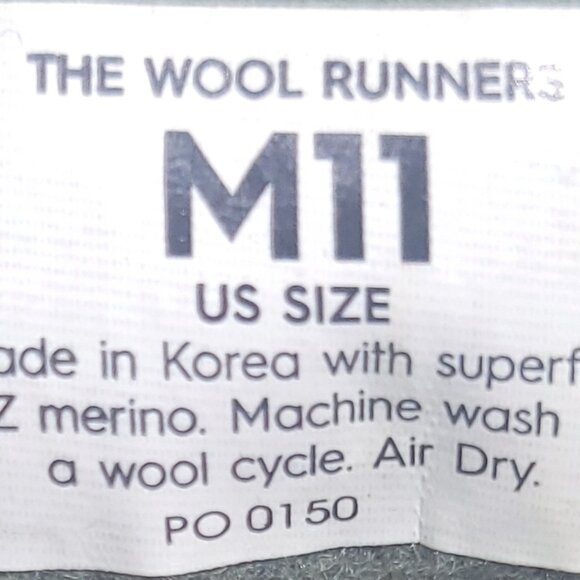 THE WOOL RUNNERS
M11
US SIZE
ade in Korea with superf
Z merino. Machine wash
a wool cycle. Air Dry.
PO 0150